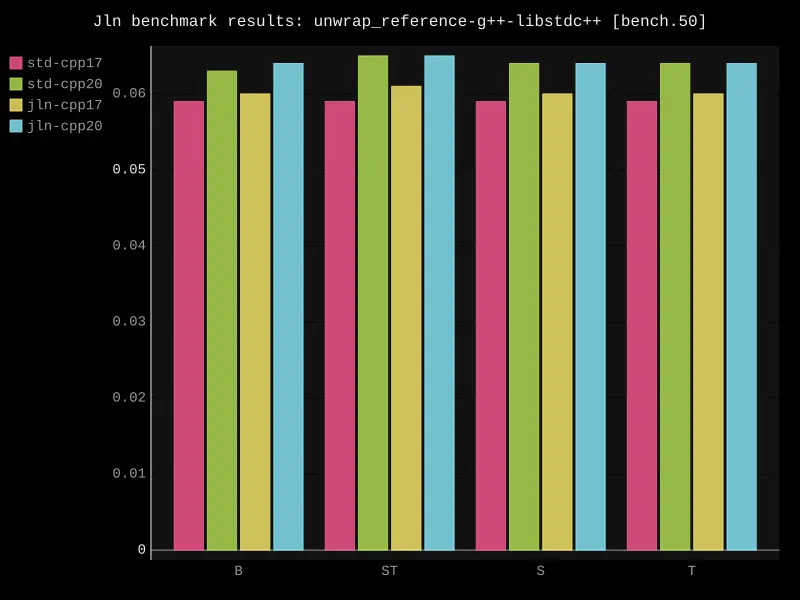 Jln benchmark results: unwrap_reference-g++-libstdc++ [bench.50]
std-cpp17
std-cpp20
jln-cpp17
jln-cpp20
0.06
0.05
0.04
0.03
0.02
0.01
0
B ST S T